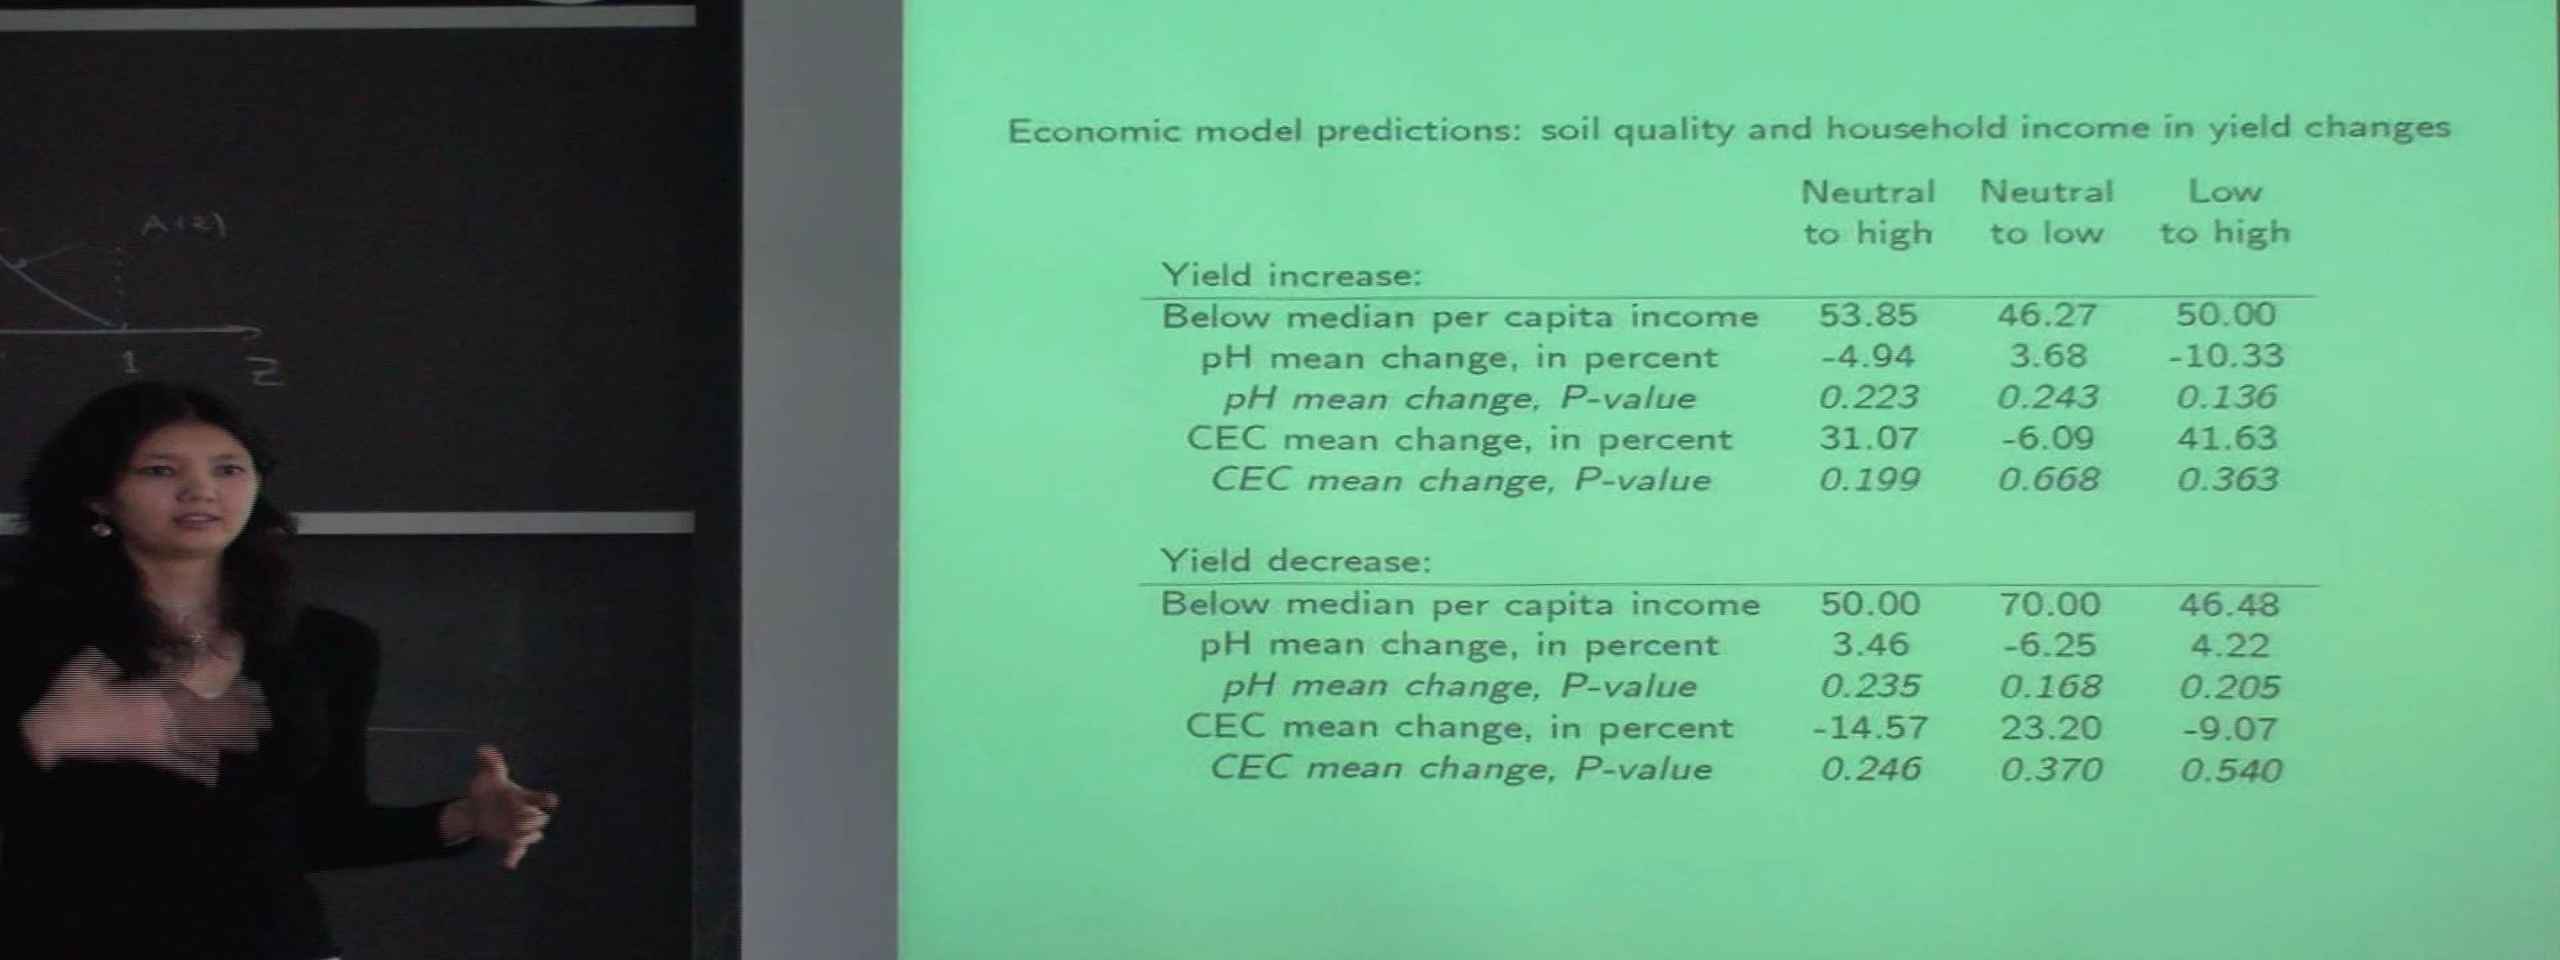 A(z)
1
z
Economic model predictions: soil quality and household income in yield changes
Neutral Neutral Low
to high to low to high
Yield increase:
Below median per capita income 53.85 46.27 50.00
pH mean change, in percent -4.94 3.68 -10.33
pH mean change, P-value 0.223 0.243 0.136
CEC mean change, in percent 31.07 -6.09 41.63
CEC mean change, P-value 0.199 0.668 0.363
Yield decrease:
Below median per capita income 50.00 70.00 46.48
pH mean change, in percent 3.46 -6.25 4.22
pH mean change, P-value 0.235 0.168 0.205
CEC mean change, in percent -14.57 23.20 -9.07
CEC mean change, P-value 0.246 0.370 0.540